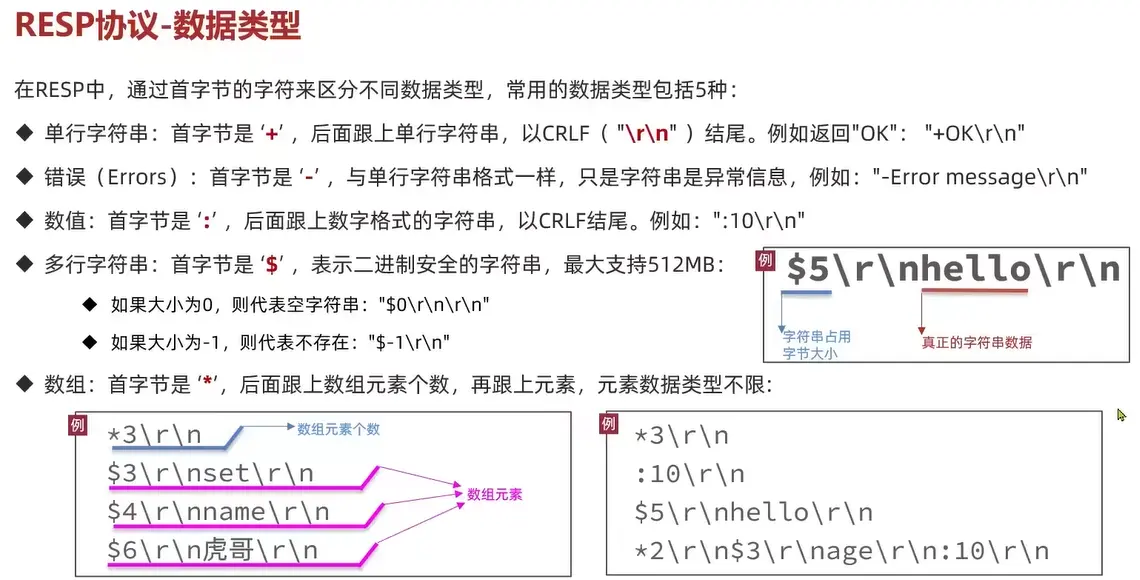 RESP协议-数据类型
在RESP中，通过首字节的字符来区分不同数据类型，常用的数据类型包括5种：
◆ 单行字符串：首字节是 ‘+’ ，后面跟上单行字符串，以CRLF（ "\r\n" ）结尾。例如返回"OK"： "+OK\r\n"
◆ 错误（Errors）：首字节是 ‘-’ ，与单行字符串格式一样，只是字符串是异常信息，例如："-Error message\r\n"
◆ 数值：首字节是 ‘:’ ，后面跟上数字格式的字符串，以CRLF结尾。例如：":10\r\n"
◆ 多行字符串：首字节是 ‘$’ ，表示二进制安全的字符串，最大支持512MB：
◆ 如果大小为0，则代表空字符串："$0\r\n\r\n"
◆ 如果大小为-1，则代表不存在："$-1\r\n"
例
$5\r\nhello\r\n
字符串占用
字节大小
真正的字符串数据
◆ 数组：首字节是 ‘*’，后面跟上数组元素个数，再跟上元素，元素数据类型不限：
例
*3\r\n
数组元素个数
$3\r\nset\r\n
$4\r\nname\r\n
$6\r\n虎哥\r\n
数组元素
例
*3\r\n
:10\r\n
$5\r\nhello\r\n
*2\r\n$3\r\nage\r\n:10\r\n